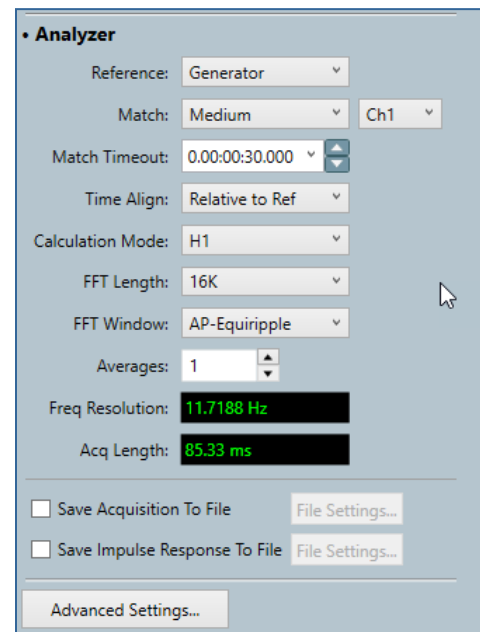 • Analyzer
Reference: Generator
Match: Medium Ch1
Match Timeout: 0.00:00:30.000
Time Align: Relative to Ref
Calculation Mode: H1
FFT Length: 16K
FFT Window: AP-Equiripple
Averages: 1
Freq Resolution: 11.7188 Hz
Acq Length: 85.33 ms
Save Acquisition To File File Settings...
Save Impulse Response To File File Settings...
Advanced Settings...